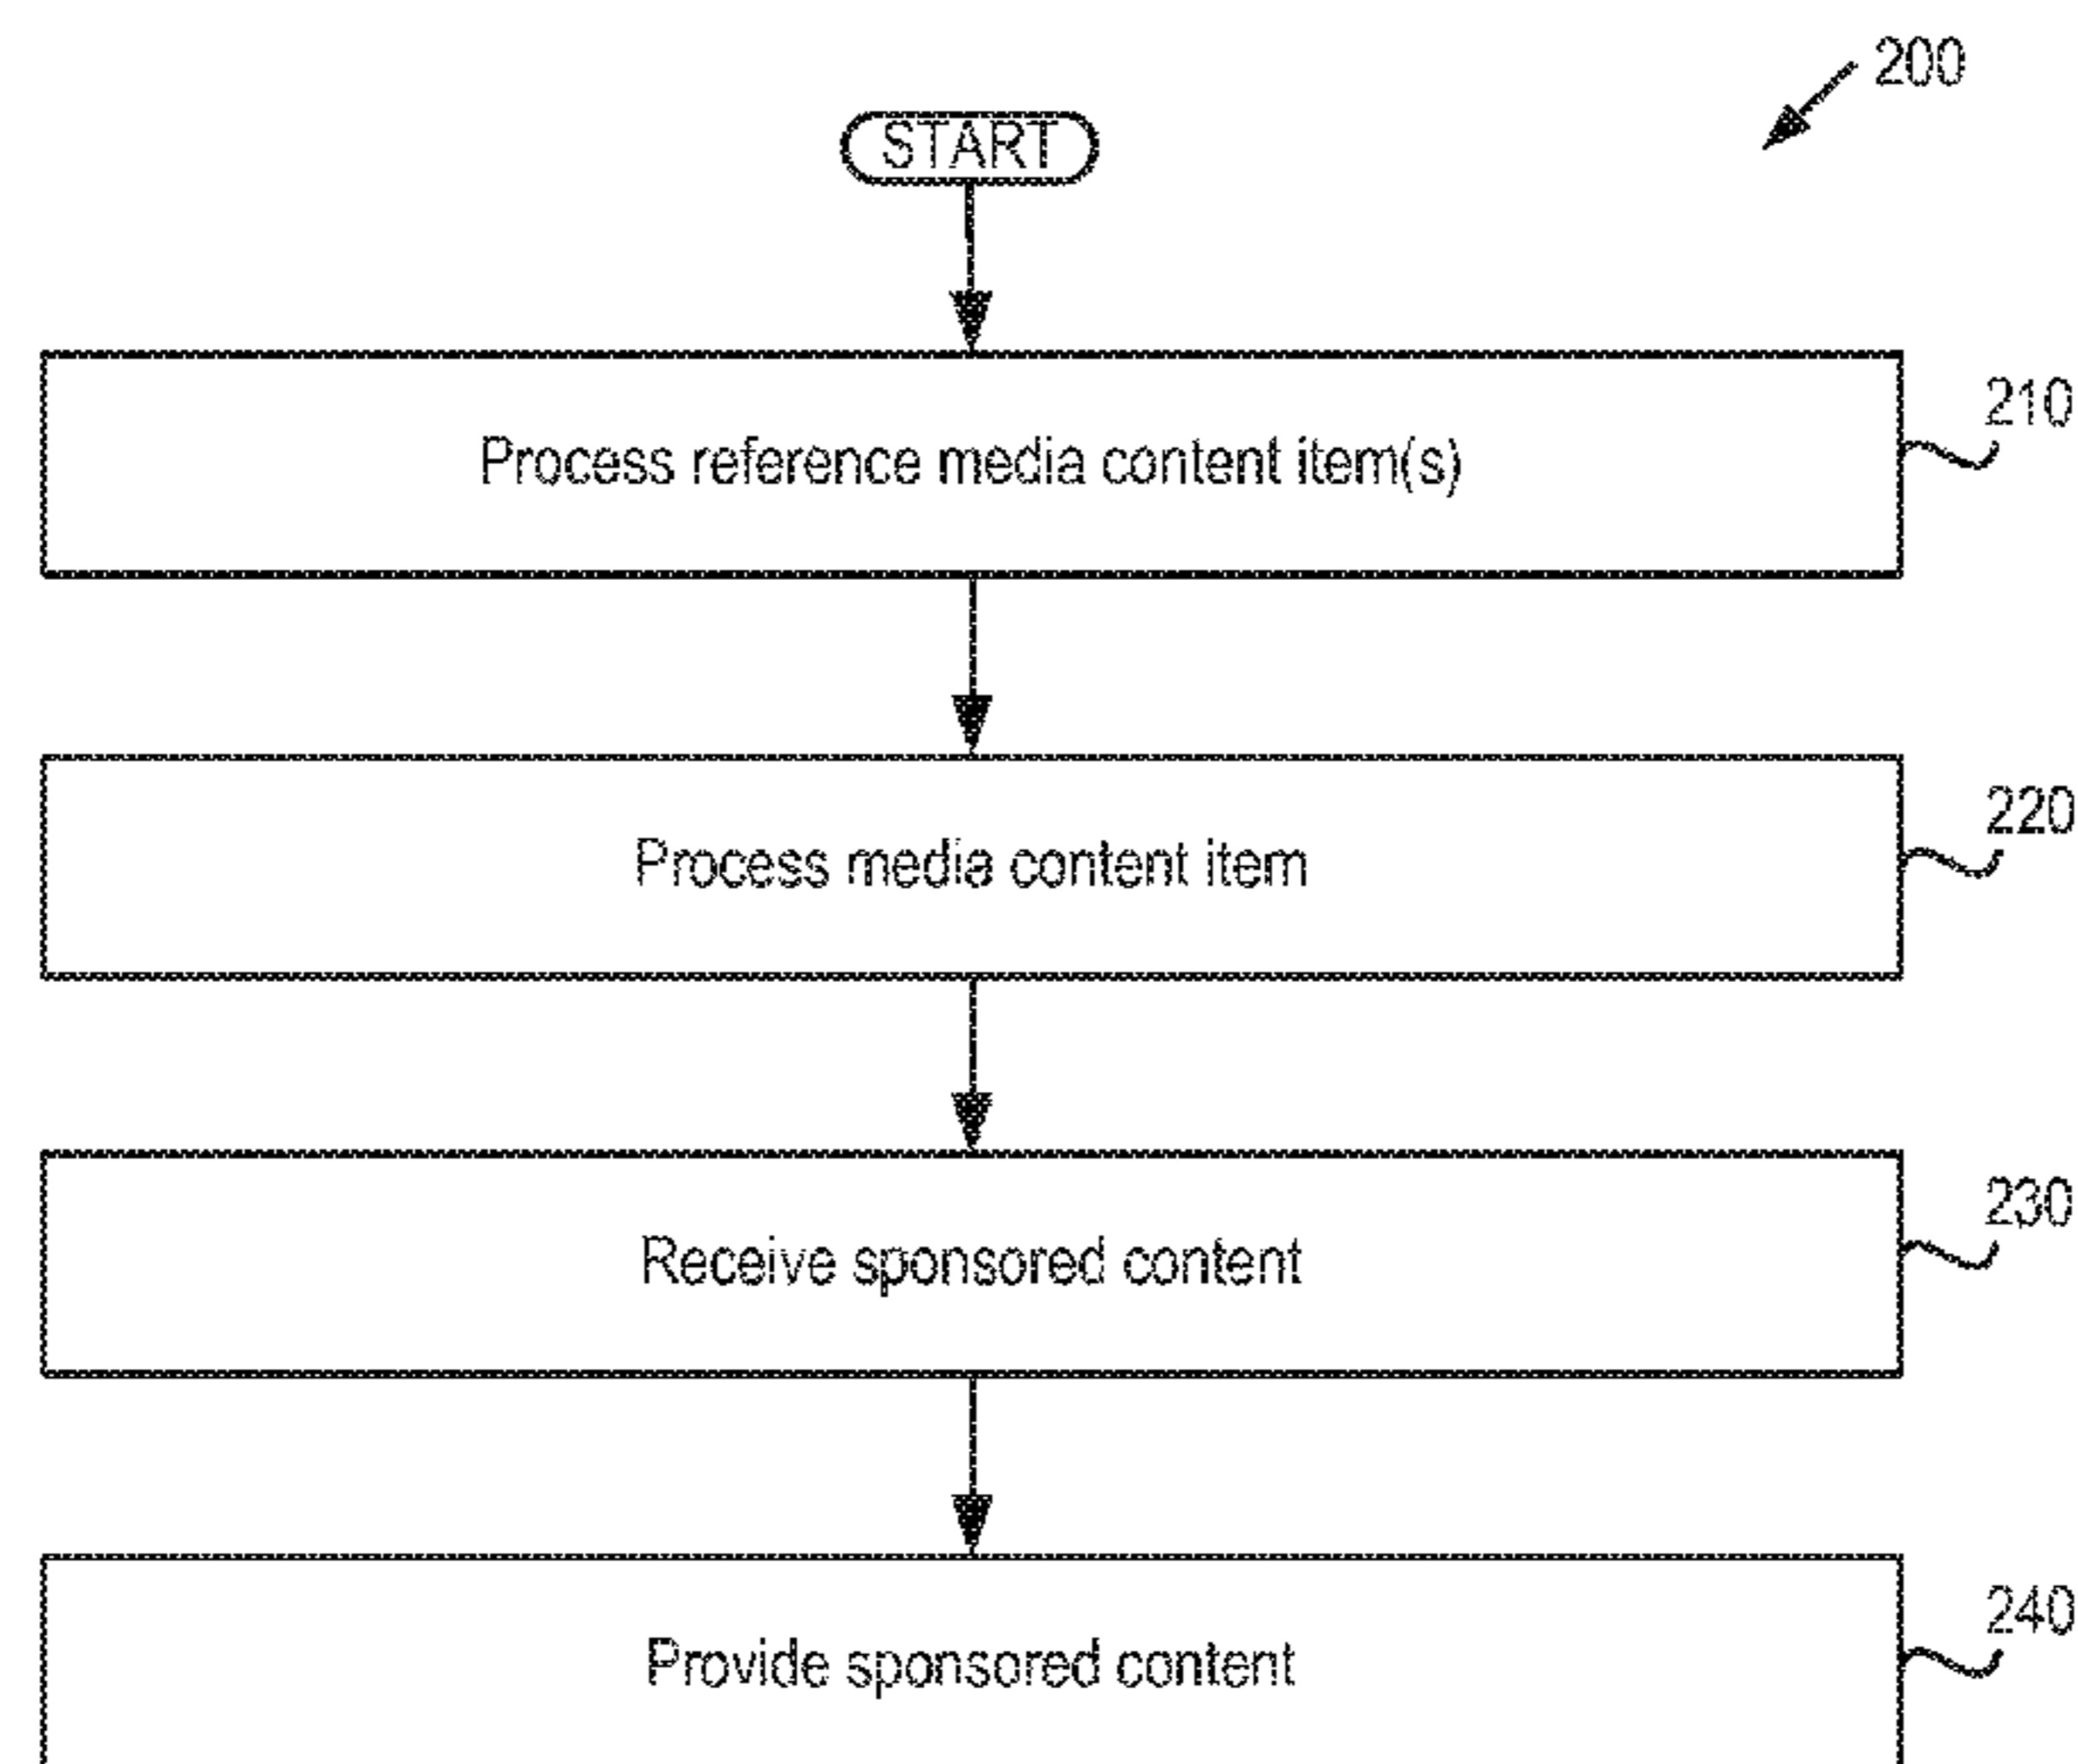 200
START
210
Process reference media content item(s)
220
Process media content item
230
Receive sponsored content
240
Provide sponsored content